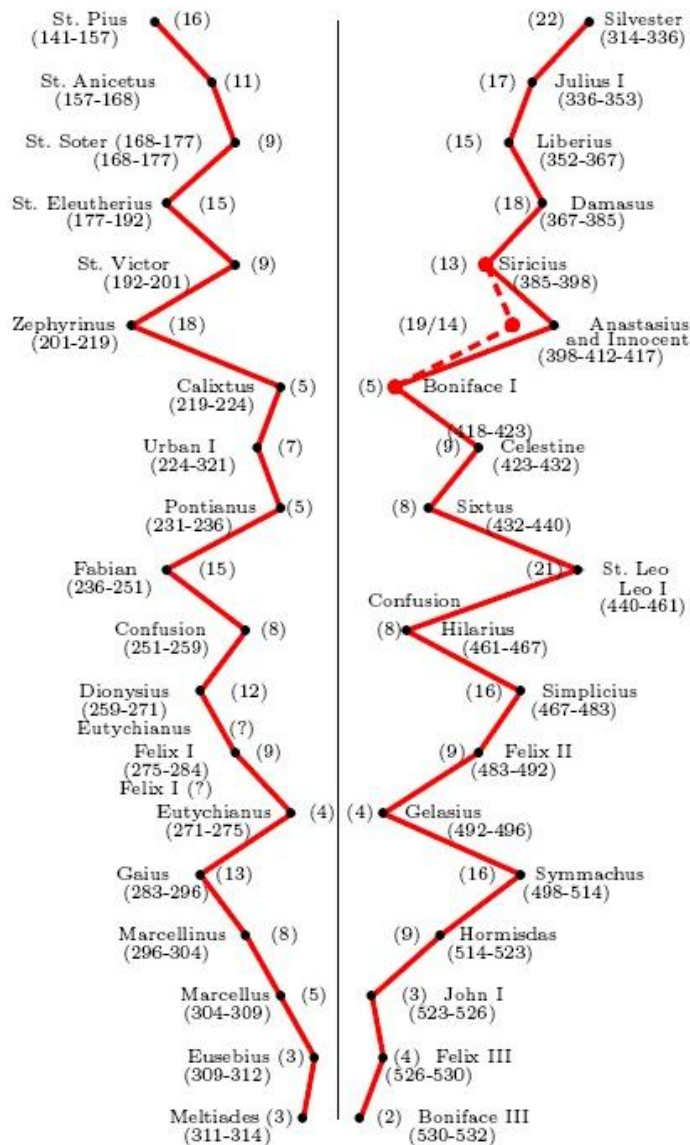 St. Pius (16)
(141-157)
St. Anicetus (11)
(157-168)
St. Soter (168-177) (9)
(168-177)
St. Eleutherius (15)
(177-192)
St. Victor (9)
(192-201)
Zephyrinus (18)
(201-219)
Calixtus (5)
(219-224)
Urban I (7)
(224-321)
Pontianus (5)
(231-236)
Fabian (15)
(236-251)
Confusion (8)
(251-259)
Dionysius (12)
(259-271)
Eutychianus (?)
Felix I (9)
(275-284)
Felix I (?)
Eutychianus (4)
(271-275)
Gaius (13)
(283-296)
Marcellinus (8)
(296-304)
Marcellus (5)
(304-309)
Eusebius (3)
(309-312)
Meltiades (3)
(311-314)
(22) Silvester
(314-336)
(17) Julius I
(336-353)
(15) Liberius
(352-367)
(18) Damasus
(367-385)
(13) Siricius
(385-398)
(19/14) Anastasius
and Innocent
(398-412-417)
(5) Boniface I
(418-423)
(9) Celestine
(423-432)
(8) Sixtus
(432-440)
(21) St. Leo
Leo I
(440-461)
Confusion
(8) Hilarius
(461-467)
(16) Simplicius
(467-483)
(9) Felix II
(483-492)
(4) Gelasius
(492-496)
(16) Symmachus
(498-514)
(9) Hormisdas
(514-523)
(3) John I
(523-526)
(4) Felix III
(526-530)
(2) Boniface III
(530-532)